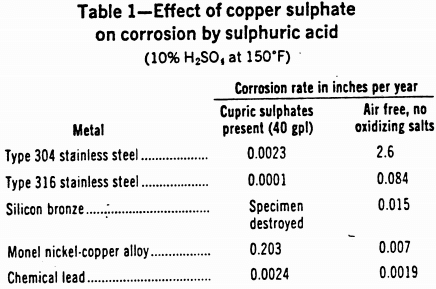 Table 1—Effect of copper sulphate
on corrosion by sulphuric acid
(10% H₂SO₄ at 150°F)
Corrosion rate in inches per year
Metal Cupric sulphates present (40 gpl) Air free, no oxidizing salts
Type 304 stainless steel.................... 0.0023 2.6
Type 316 stainless steel.................... 0.0001 0.084
Silicon bronze.................................... Specimen destroyed 0.015
Monel nickel-copper alloy................. 0.203 0.007
Chemical lead.................................... 0.0024 0.0019